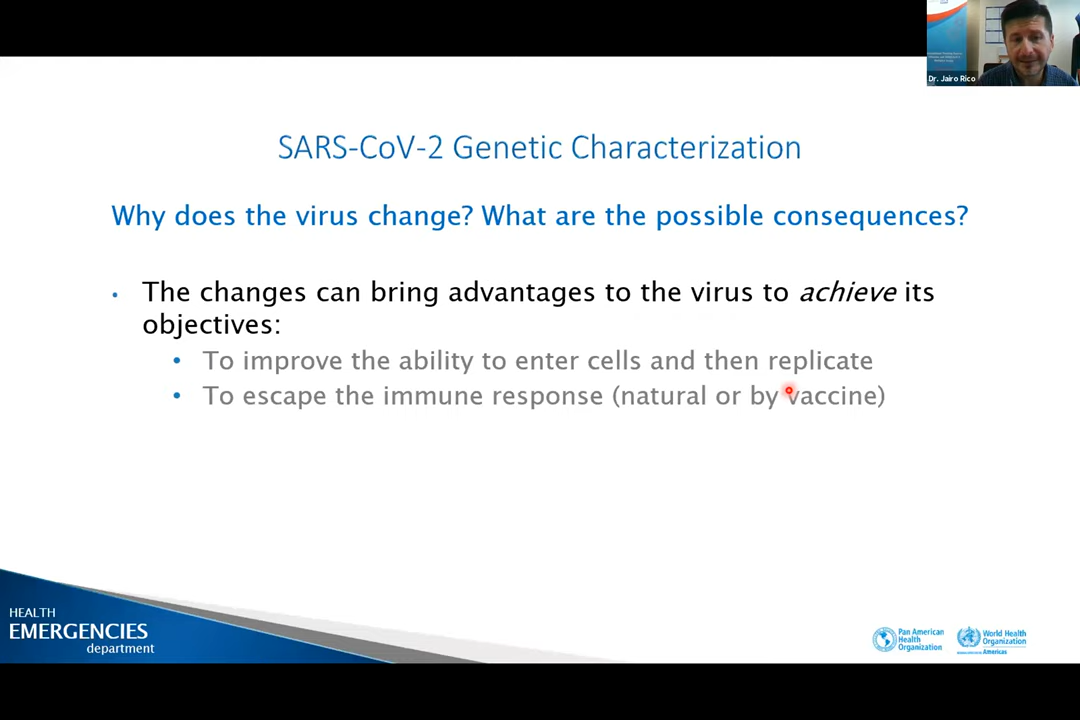 Dr. Jairo Rico
SARS-CoV-2 Genetic Characterization
Why does the virus change? What are the possible consequences?
• The changes can bring advantages to the virus to achieve its
objectives:
• To improve the ability to enter cells and then replicate
• To escape the immune response (natural or by vaccine)
HEALTH
EMERGENCIES
department
Pan American
Health
Organization
World Health
Organization
Americas